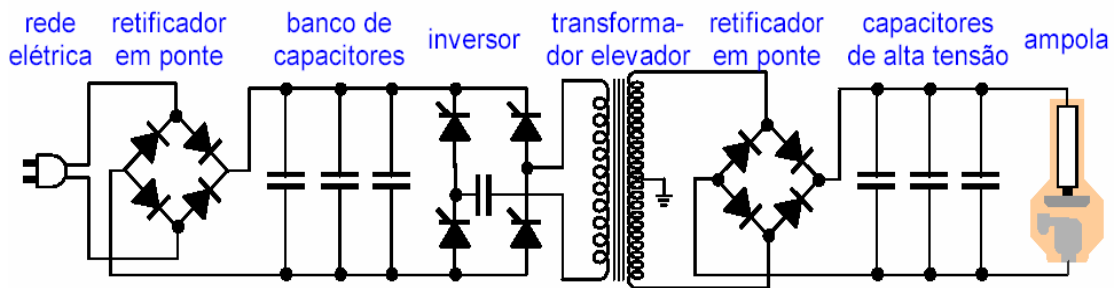 rede
elétrica
retificador
em ponte
banco de
capacitores
inversor
transforma-
dor elevador
retificador
em ponte
capacitores
de alta tensão
ampola